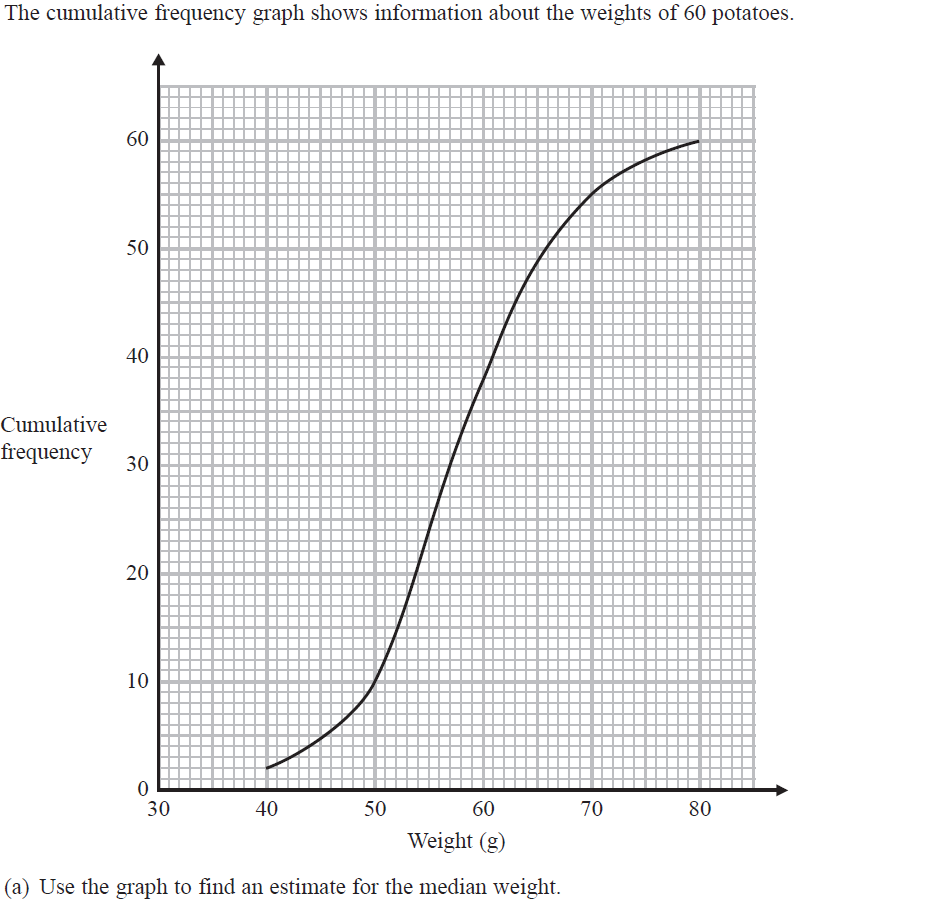 The cumulative frequency graph shows information about the weights of 60 potatoes.
60
50
40
Cumulative
frequency
30
20
10
0
30 40 50 60 70 80
Weight (g)
(a) Use the graph to find an estimate for the median weight.